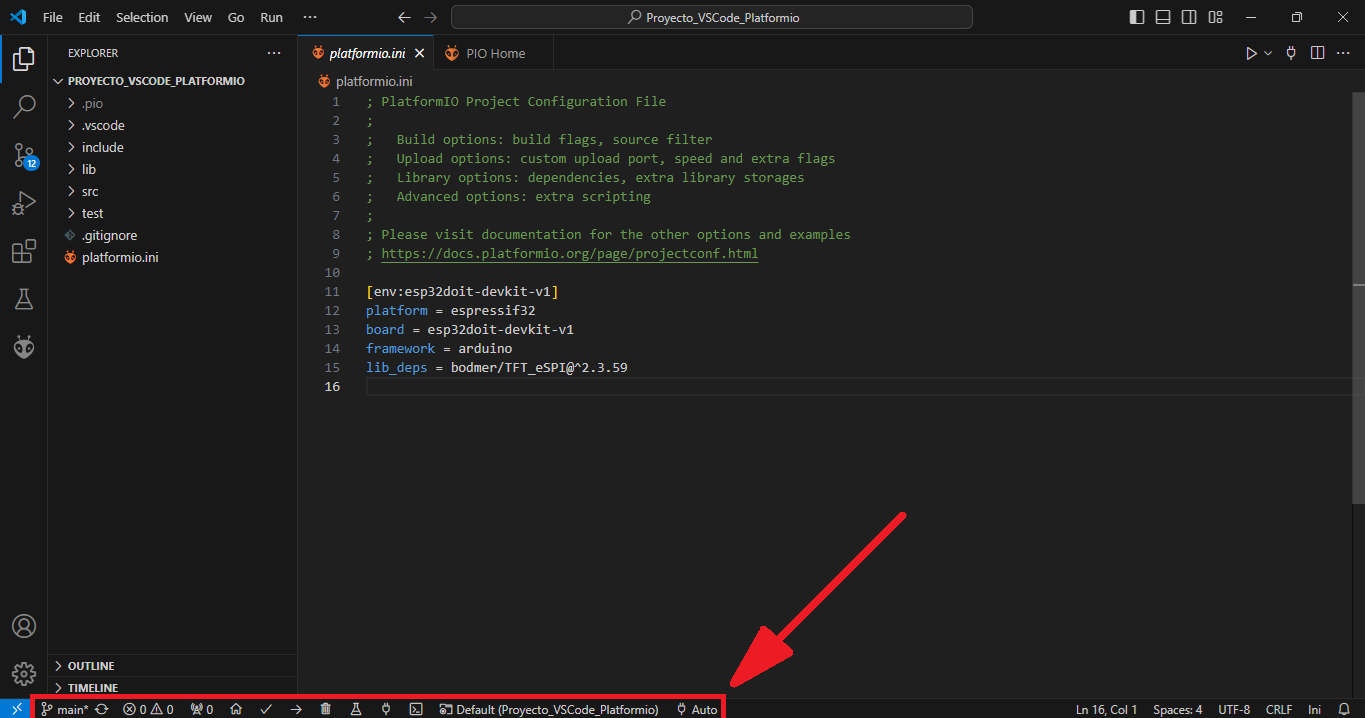 File Edit Selection View Go Run ··· Proyecto_VSCode_Platformio
EXPLORER ···
PROYECTO_VSCODE_PLATFORMIO
.pio
.vscode
include
lib
src
test
.gitignore
platformio.ini
OUTLINE
TIMELINE
12
platformio.ini PIO Home
platformio.ini
1 ; PlatformIO Project Configuration File
2 ;
3 ;   Build options: build flags, source filter
4 ;   Upload options: custom upload port, speed and extra flags
5 ;   Library options: dependencies, extra library storages
6 ;   Advanced options: extra scripting
7 ;
8 ; Please visit documentation for the other options and examples
9 ; https://docs.platformio.org/page/projectconf.html
10
11 [env:esp32doit-devkit-v1]
12 platform = espressif32
13 board = esp32doit-devkit-v1
14 framework = arduino
15 lib_deps = bodmer/TFT_eSPI@^2.3.59
16
main* 0 0 0 Default (Proyecto_VSCode_Platformio) Auto Ln 16, Col 1 Spaces: 4 UTF-8 CRLF Ini